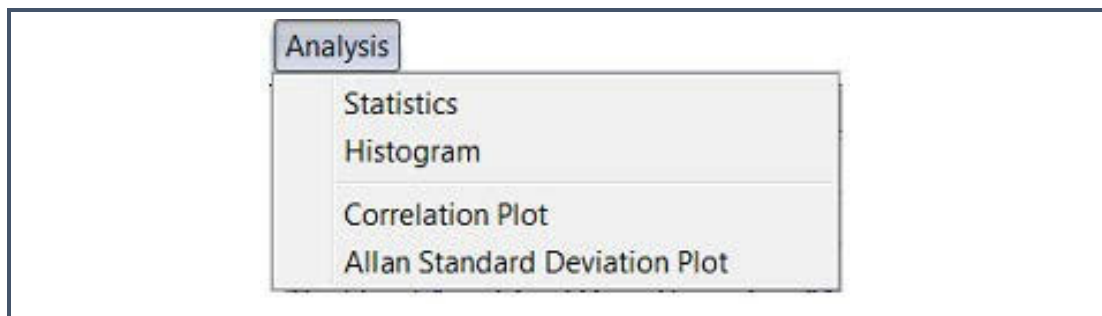 Analysis
Statistics
Histogram
Correlation Plot
Allan Standard Deviation Plot